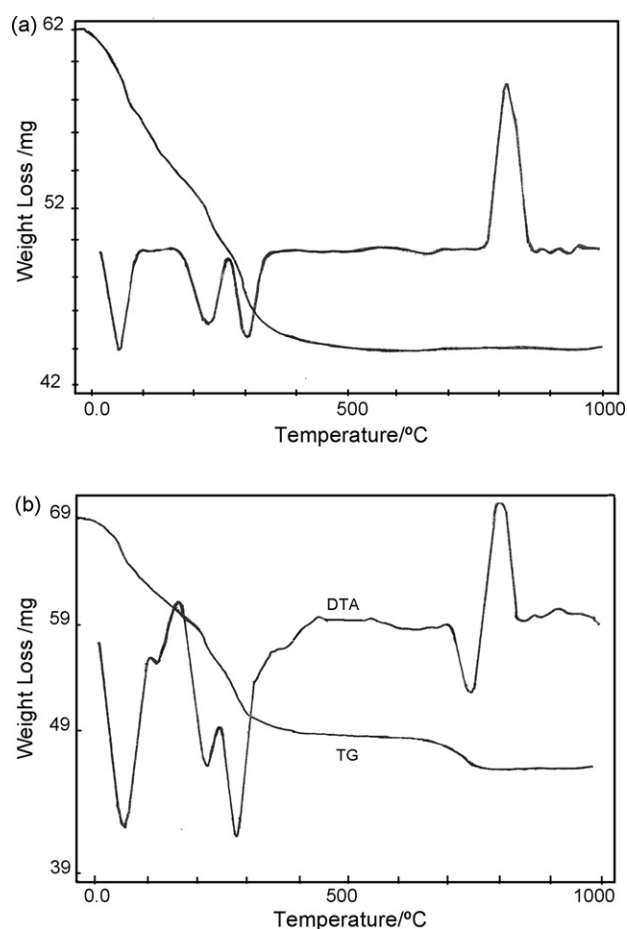 (a)
62
52
42
Weight Loss /mg
0.0 500 1000
Temperature/ºC
(b)
69
59
49
39
Weight Loss /mg
DTA
TG
0.0 500 1000
Temperature/ºC